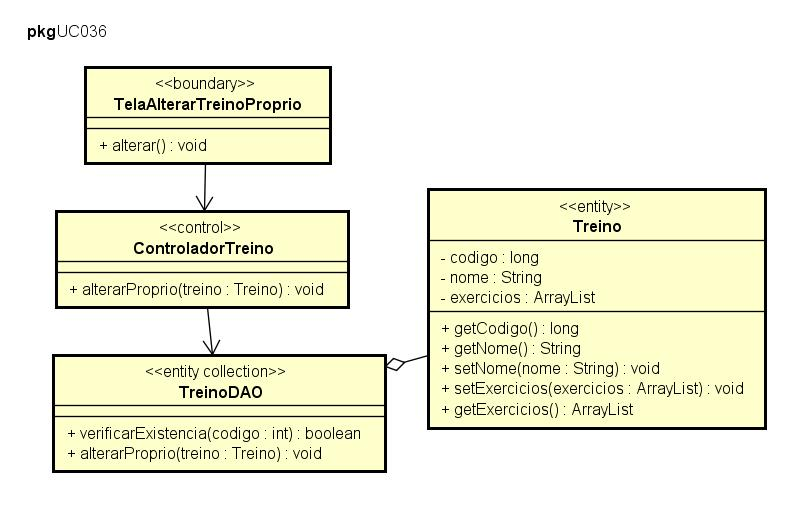 pkgUC036
<<boundary>>
TelaAlterarTreinoProprio
+ alterar() : void
<<control>>
ControladorTreino
+ alterarProprio(treino : Treino) : void
<<entity collection>>
TreinoDAO
+ verificarExistencia(codigo : int) : boolean
+ alterarProprio(treino : Treino) : void
<<entity>>
Treino
- codigo : long
- nome : String
- exercicios : ArrayList
+ getCodigo() : long
+ getNome() : String
+ setNome(nome : String) : void
+ setExercicios(exercicios : ArrayList) : void
+ getExercicios() : ArrayList